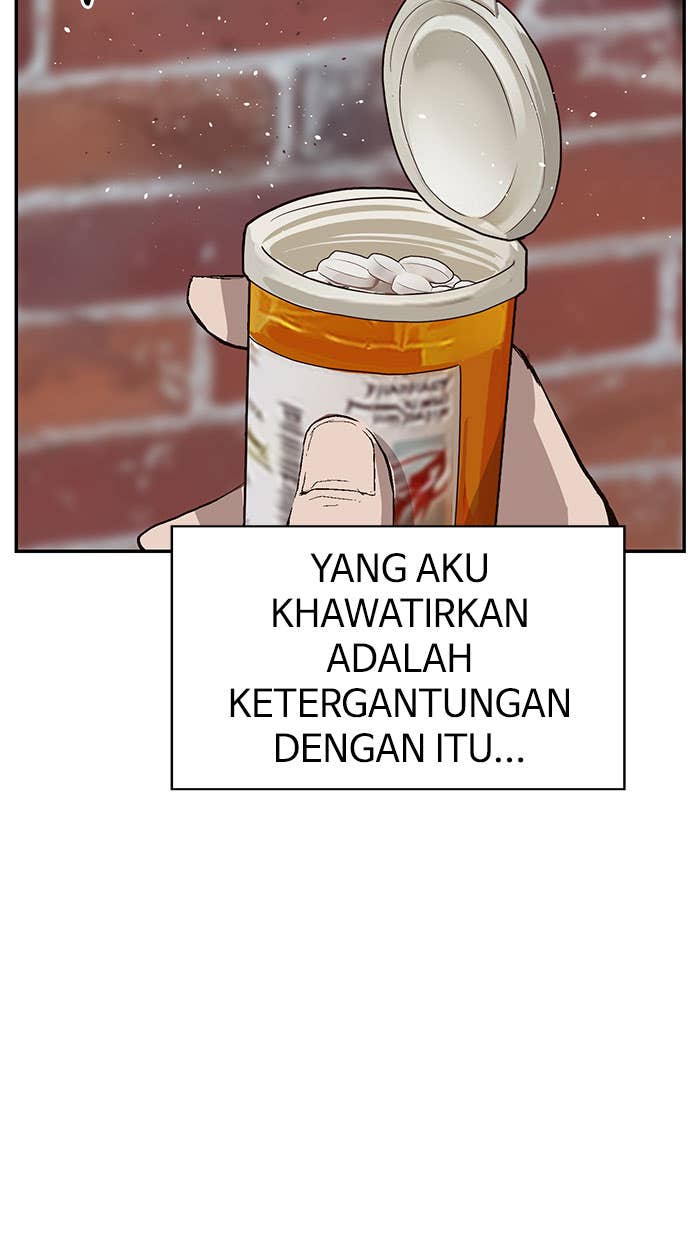 YANG AKU
KHAWATIRKAN
ADALAH
KETERGANTUNGAN
DENGAN ITU...